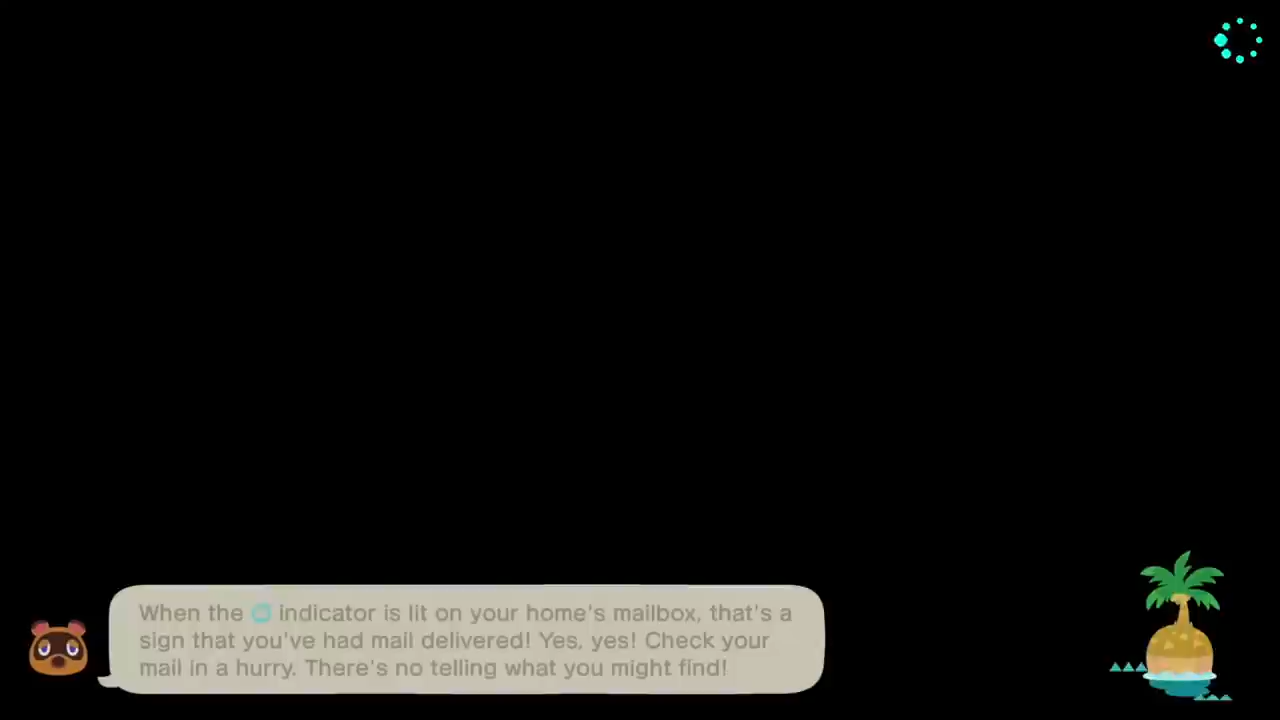 When the indicator is lit on your home's mailbox, that's a
sign that you've had mail delivered! Yes, yes! Check your
mail in a hurry. There's no telling what you might find!